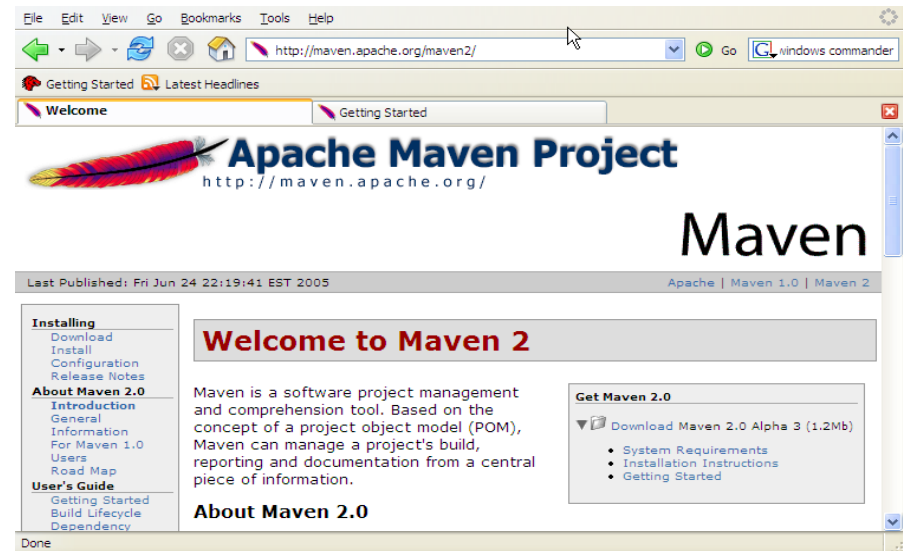 File Edit View Go Bookmarks Tools Help
http://maven.apache.org/maven2/ Go G windows commander
Getting Started Latest Headlines
Welcome Getting Started
Apache Maven Project
http://maven.apache.org/
Maven
Last Published: Fri Jun 24 22:19:41 EST 2005 Apache | Maven 1.0 | Maven 2
Installing
Download
Install
Configuration
Release Notes
About Maven 2.0
Introduction
General
Information
For Maven 1.0
Users
Road Map
User's Guide
Getting Started
Build Lifecycle
Dependency
Welcome to Maven 2
Maven is a software project management
and comprehension tool. Based on the
concept of a project object model (POM),
Maven can manage a project's build,
reporting and documentation from a central
piece of information.
About Maven 2.0
Get Maven 2.0
Download Maven 2.0 Alpha 3 (1.2Mb)
System Requirements
Installation Instructions
Getting Started
Done